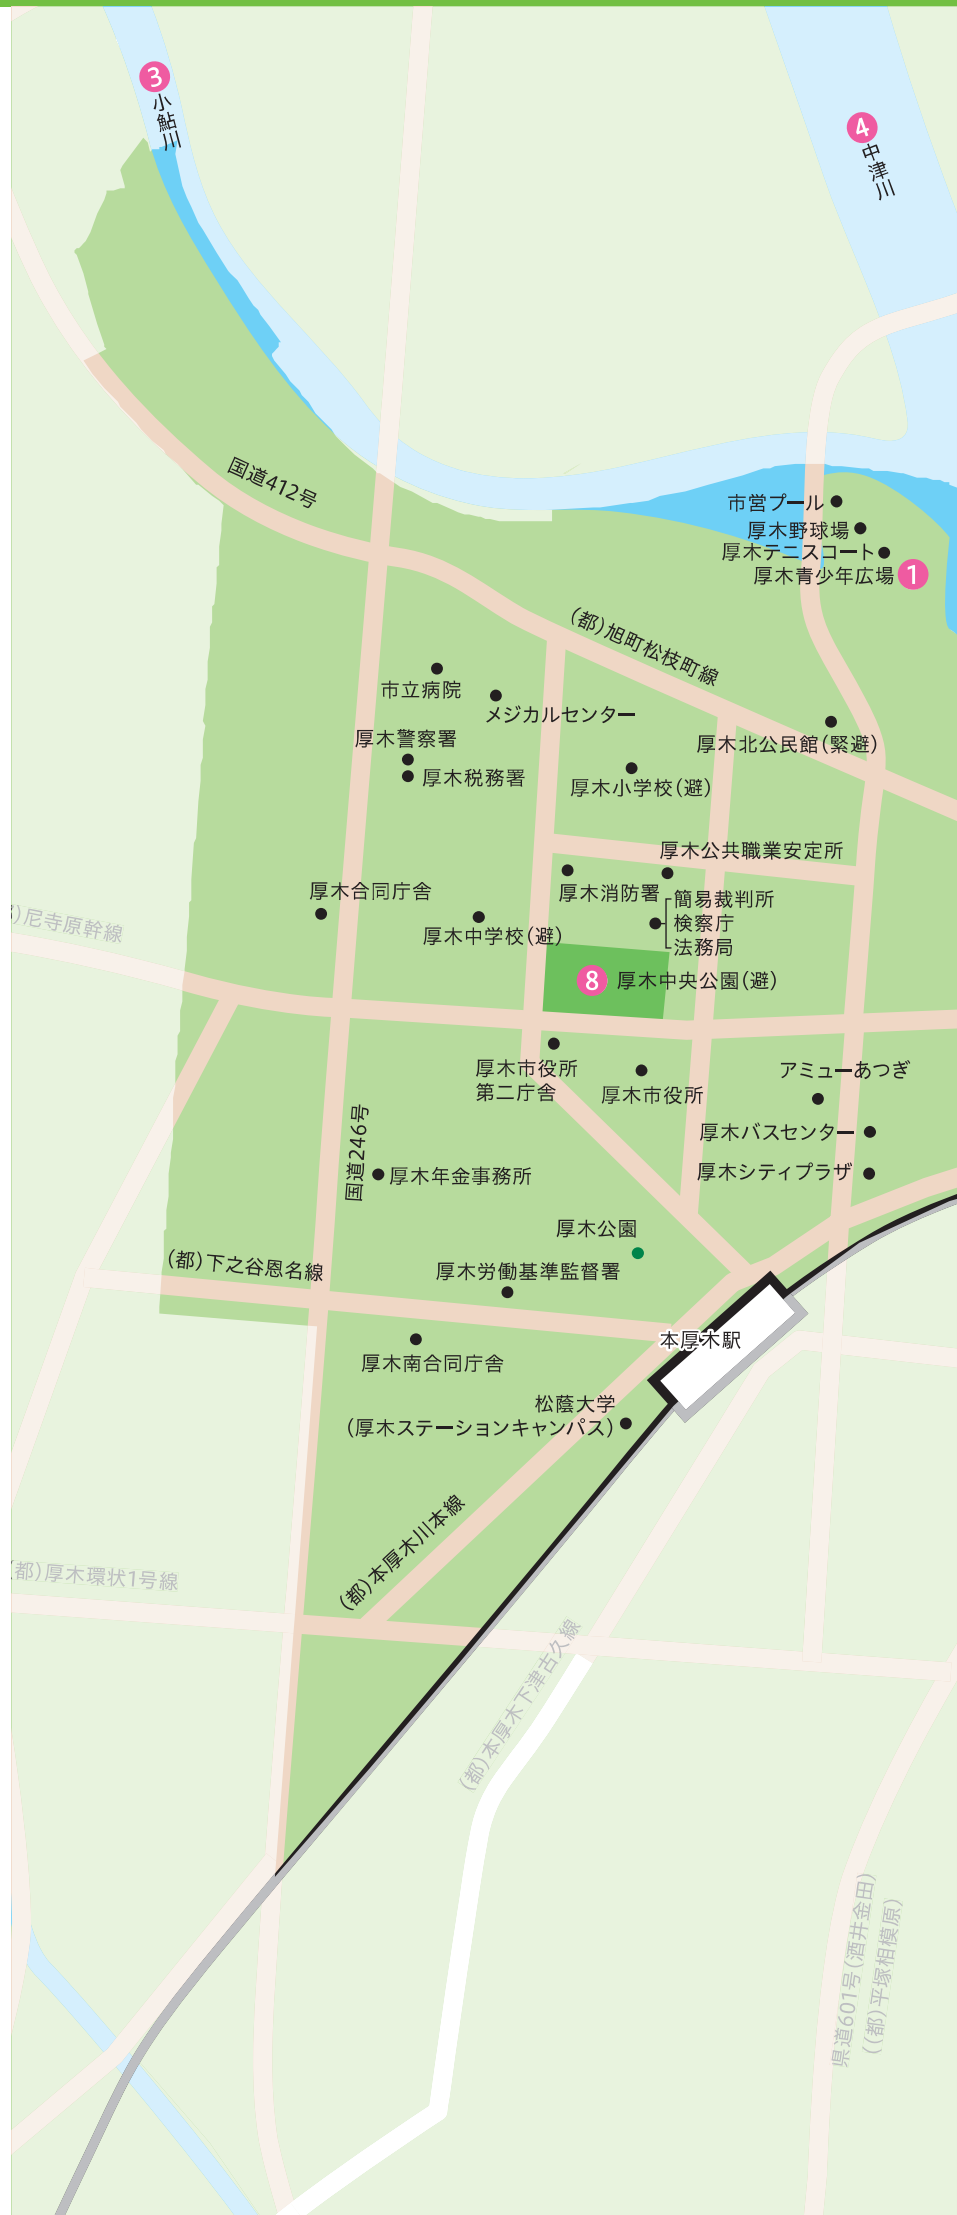 3
小鮎川
4
中津川
国道412号
市営プール
厚木野球場
厚木テニスコート
厚木青少年広場
1
(都)旭町松枝町線
市立病院
メジカルセンター
厚木警察署
厚木税務署
厚木北公民館(緊避)
厚木小学校(避)
厚木公共職業安定所
厚木合同庁舎
厚木消防署
簡易裁判所
検察庁
法務局
厚木中学校(避)
)尼寺原幹線
8
厚木中央公園(避)
厚木市役所
第二庁舎
厚木市役所
アミューあつぎ
厚木バスセンター
厚木シティプラザ
国道246号
厚木年金事務所
厚木公園
(都)下之谷恩名線
厚木労働基準監督署
本厚木駅
厚木南合同庁舎
松蔭大学
(厚木ステーションキャンパス)
(都)本厚木川本線
(都)厚木環状1号線
(都)本厚木下津古久線
県道601号(酒井金田)
((都)平塚相模原)